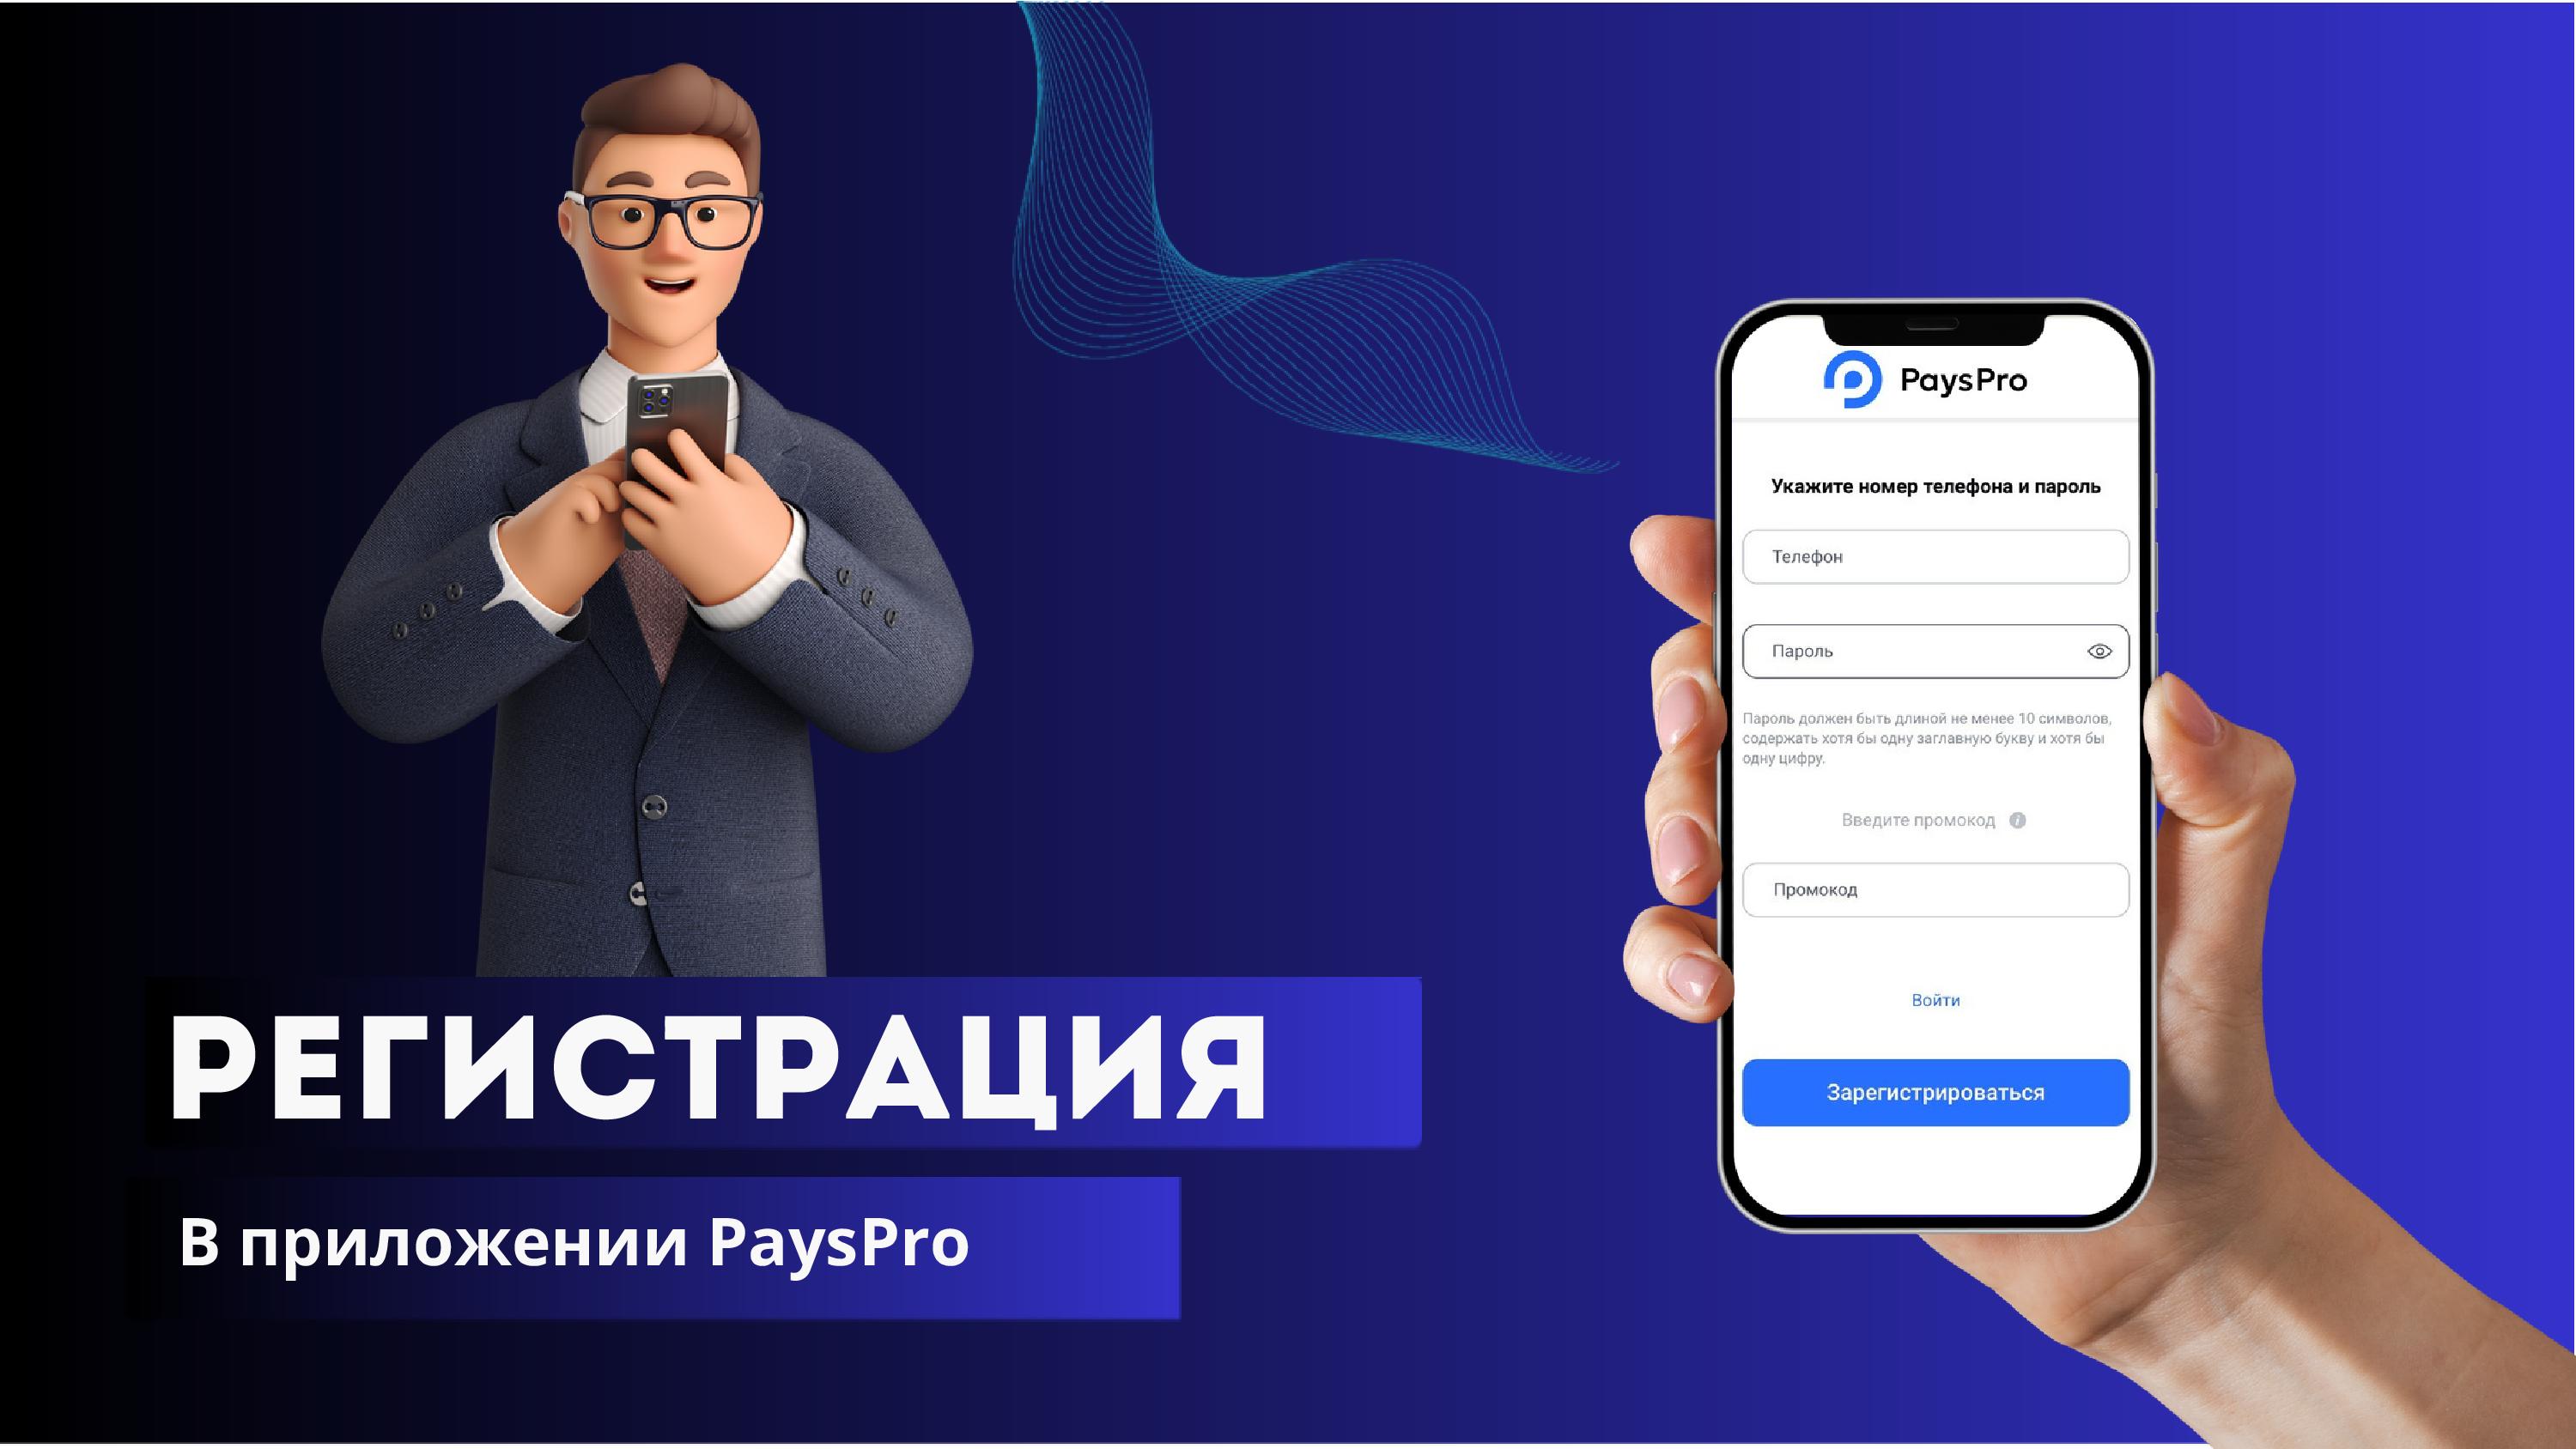 РЕГИСТРАЦИЯ
В приложении PaysPro
PaysPro
Укажите номер телефона и пароль
Телефон
Пароль
Пароль должен быть длиной не менее 10 символов,
содержать хотя бы одну заглавную букву и хотя бы
одну цифру.
Введите промокод
Промокод
Войти
Зарегистрироваться